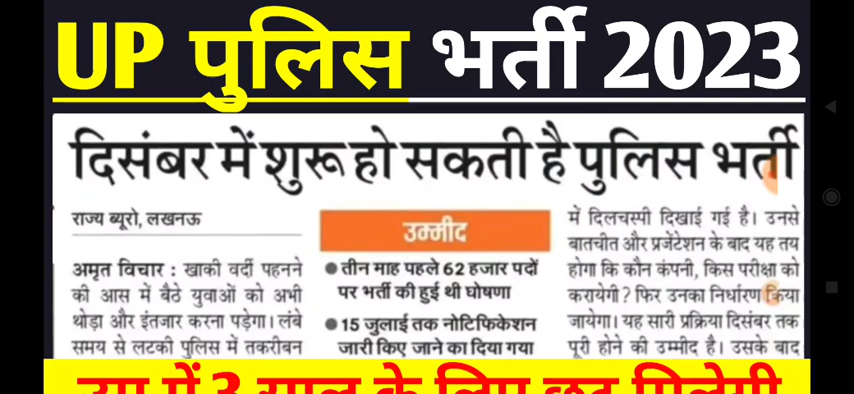 UP पुलिस भर्ती 2023
दिसंबर में शुरू हो सकती है पुलिस भर्ती
राज्य ब्यूरो, लखनऊ
अमृत विचार : खाकी वर्दी पहनने
की आस में बैठे युवाओं को अभी
थोड़ा और इंतजार करना पड़ेगा। लंबे
समय से लटकी पुलिस में तकरीबन
उम्मीद
● तीन माह पहले 62 हजार पदों
पर भर्ती की हुई थी घोषणा
● 15 जुलाई तक नोटिफिकेशन
जारी किए जाने का दिया गया
में दिलचस्पी दिखाई गई है। उनसे
बातचीत और प्रजेंटेशन के बाद यह तय
होगा कि कौन कंपनी, किस परीक्षा को
करायेगी? फिर उनका निर्धारण किया
जायेगा। यह सारी प्रक्रिया दिसंबर तक
पूरी होने की उम्मीद है। उसके बाद
उम्र में 3 साल के लिए छूट मिलेगी